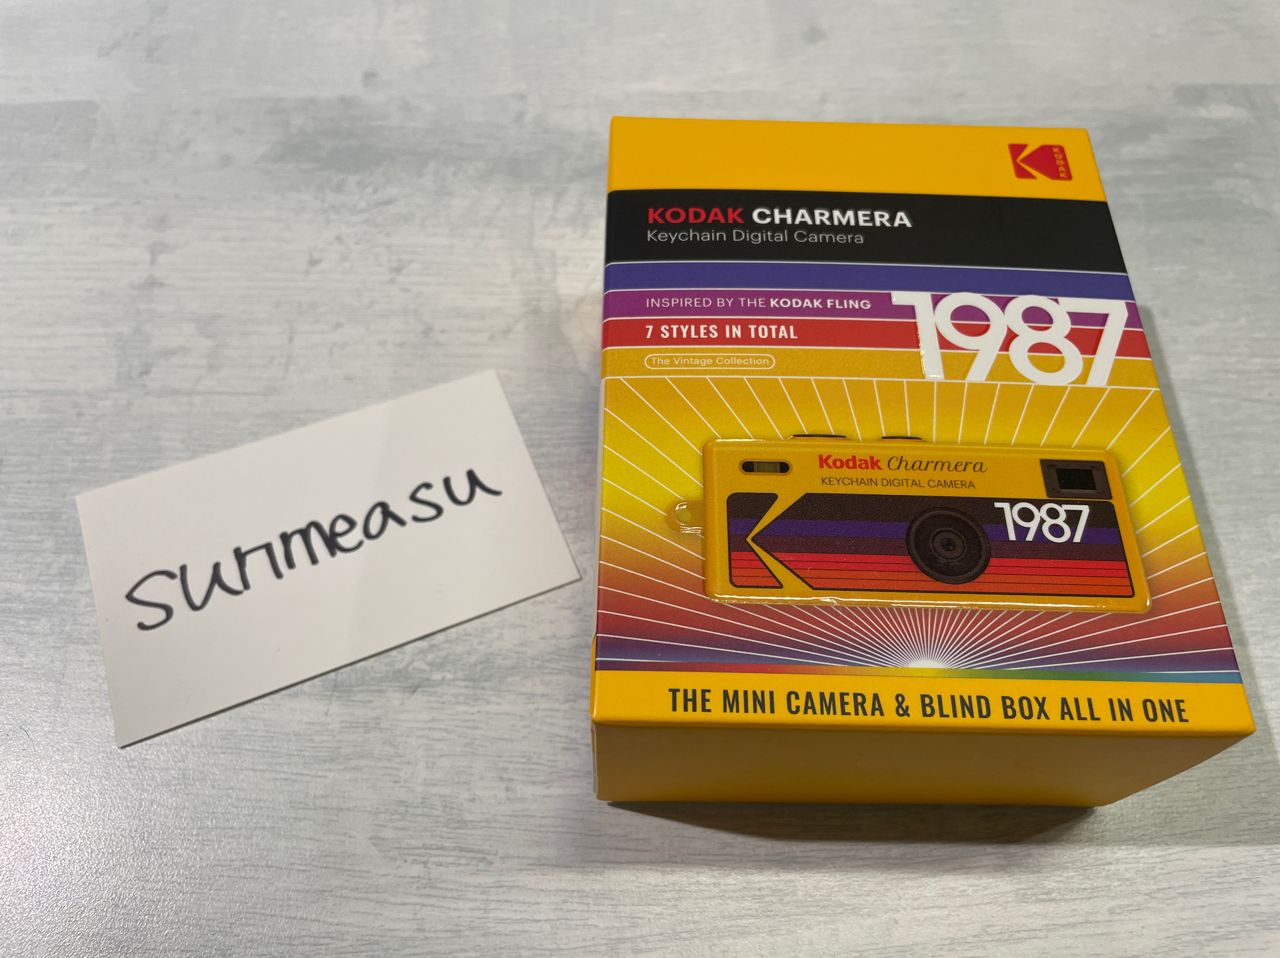 sunmeasu
KODAK
KODAK CHARMERA
Keychain Digital Camera
INSPIRED BY THE KODAK FLING
1987
7 STYLES IN TOTAL
The Vintage Collection
Kodak Charmera
KEYCHAIN DIGITAL CAMERA
1987
THE MINI CAMERA & BLIND BOX ALL IN ONE